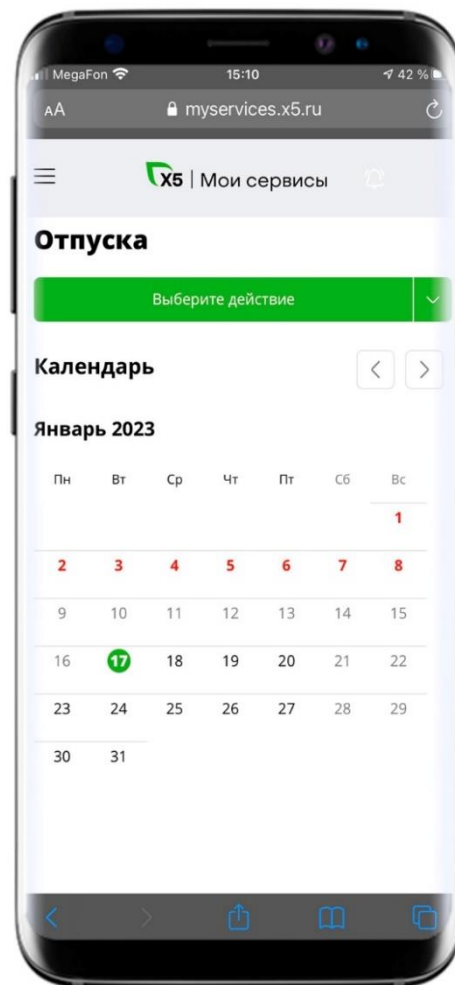 MegaFon 15:10 42 %
AA myservices.x5.ru
X5 | Мои сервисы
Отпуска
Выберите действие
Календарь
Январь 2023
Пн Вт Ср Чт Пт Сб Вс
1
2 3 4 5 6 7 8
9 10 11 12 13 14 15
16 17 18 19 20 21 22
23 24 25 26 27 28 29
30 31